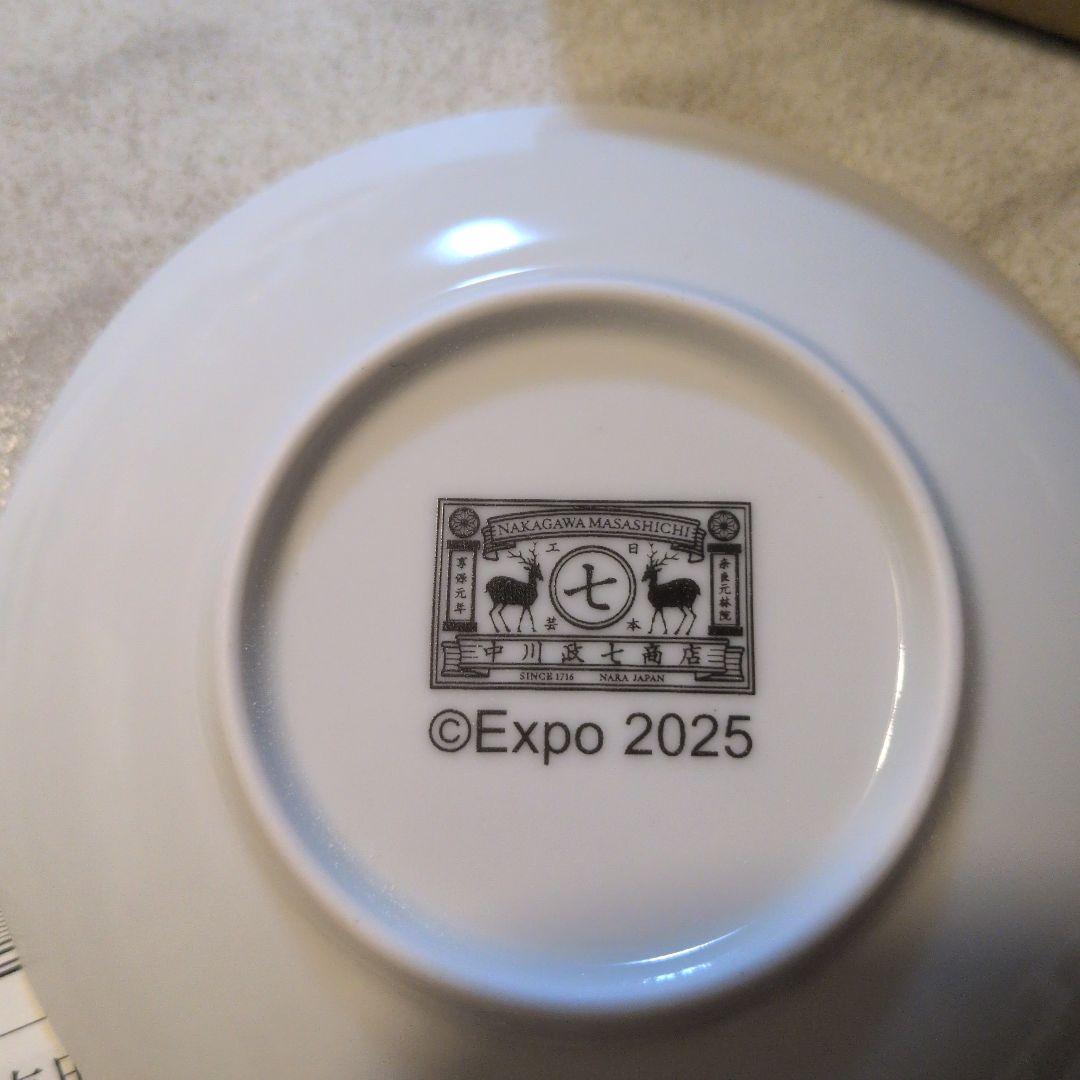 NAKAGAWA MASASHICHI
日本
工芸
七
奈良元林院
享保元年
中川政七商店
SINCE 1716 NARA JAPAN
©Expo 2025